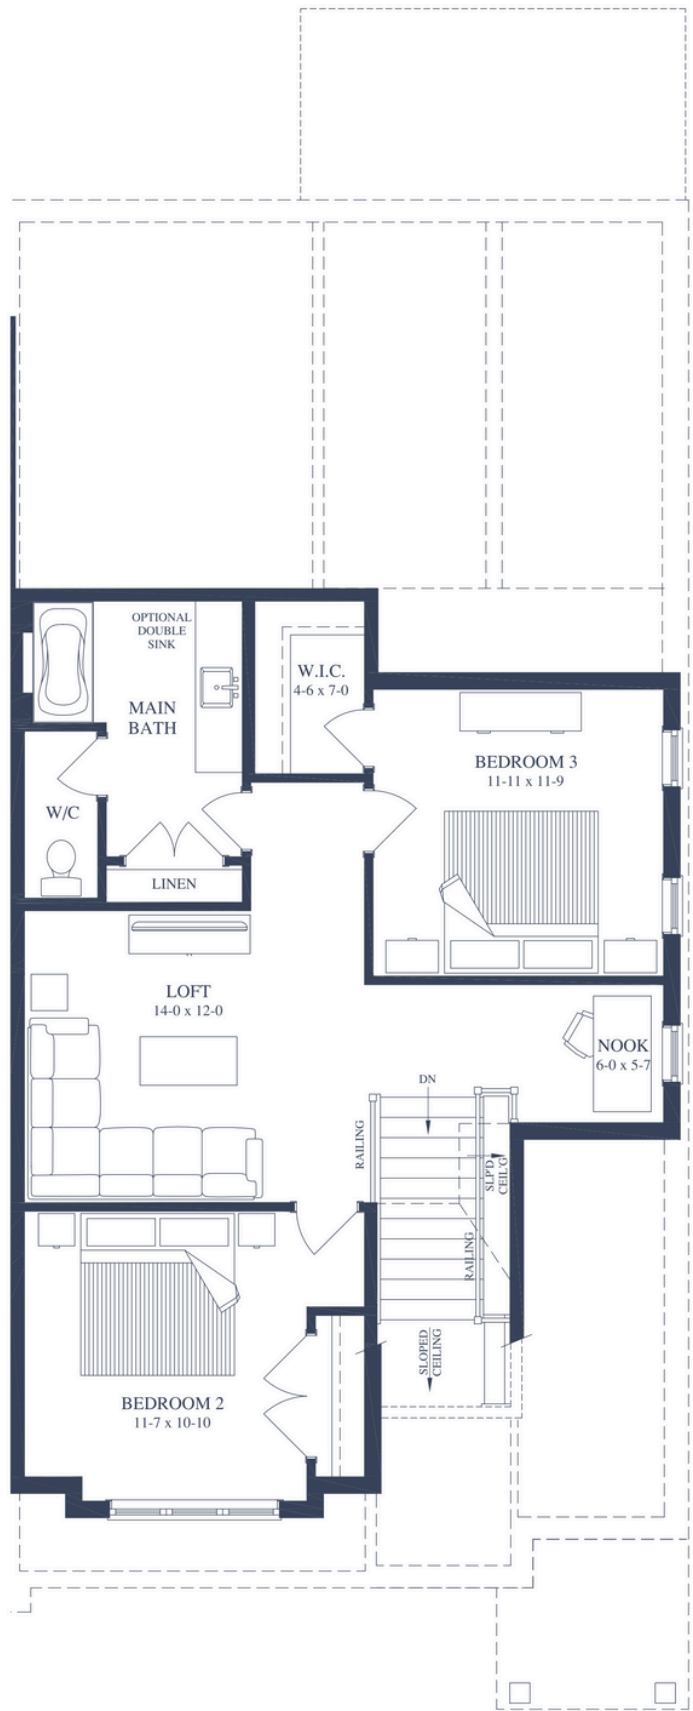 OPTIONAL
DOUBLE
SINK
MAIN
BATH
W.I.C.
4-6 x 7-0
BEDROOM 3
11-11 x 11-9
W/C
LINEN
LOFT
14-0 x 12-0
NOOK
6-0 x 5-7
DN
RAILING
SLP'D
CEIL'G
RAILING
SLOPED
CEILING
BEDROOM 2
11-7 x 10-10